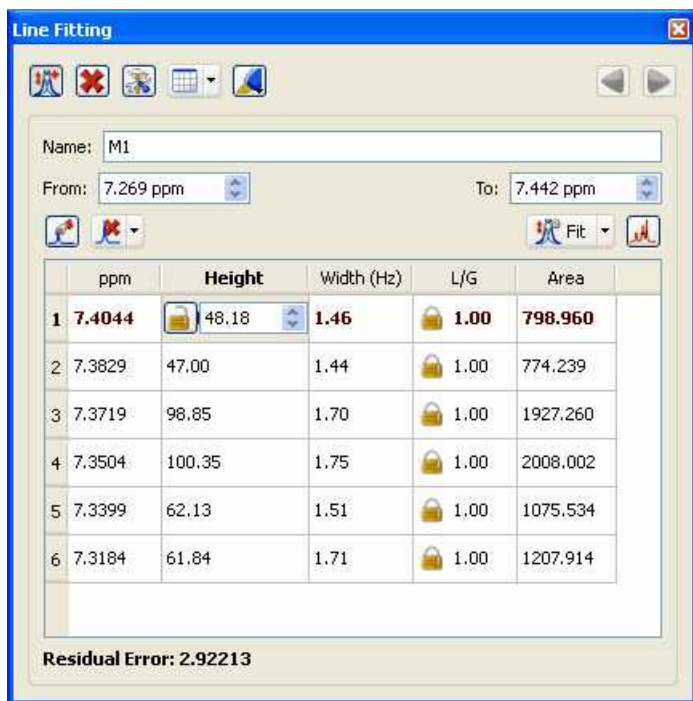 Line Fitting
Name: M1
From: 7.269 ppm To: 7.442 ppm
Fit
ppm Height Width (Hz) L/G Area
1 7.4044 48.18 1.46 1.00 798.960
2 7.3829 47.00 1.44 1.00 774.239
3 7.3719 98.85 1.70 1.00 1927.260
4 7.3504 100.35 1.75 1.00 2008.002
5 7.3399 62.13 1.51 1.00 1075.534
6 7.3184 61.84 1.71 1.00 1207.914
Residual Error: 2.92213